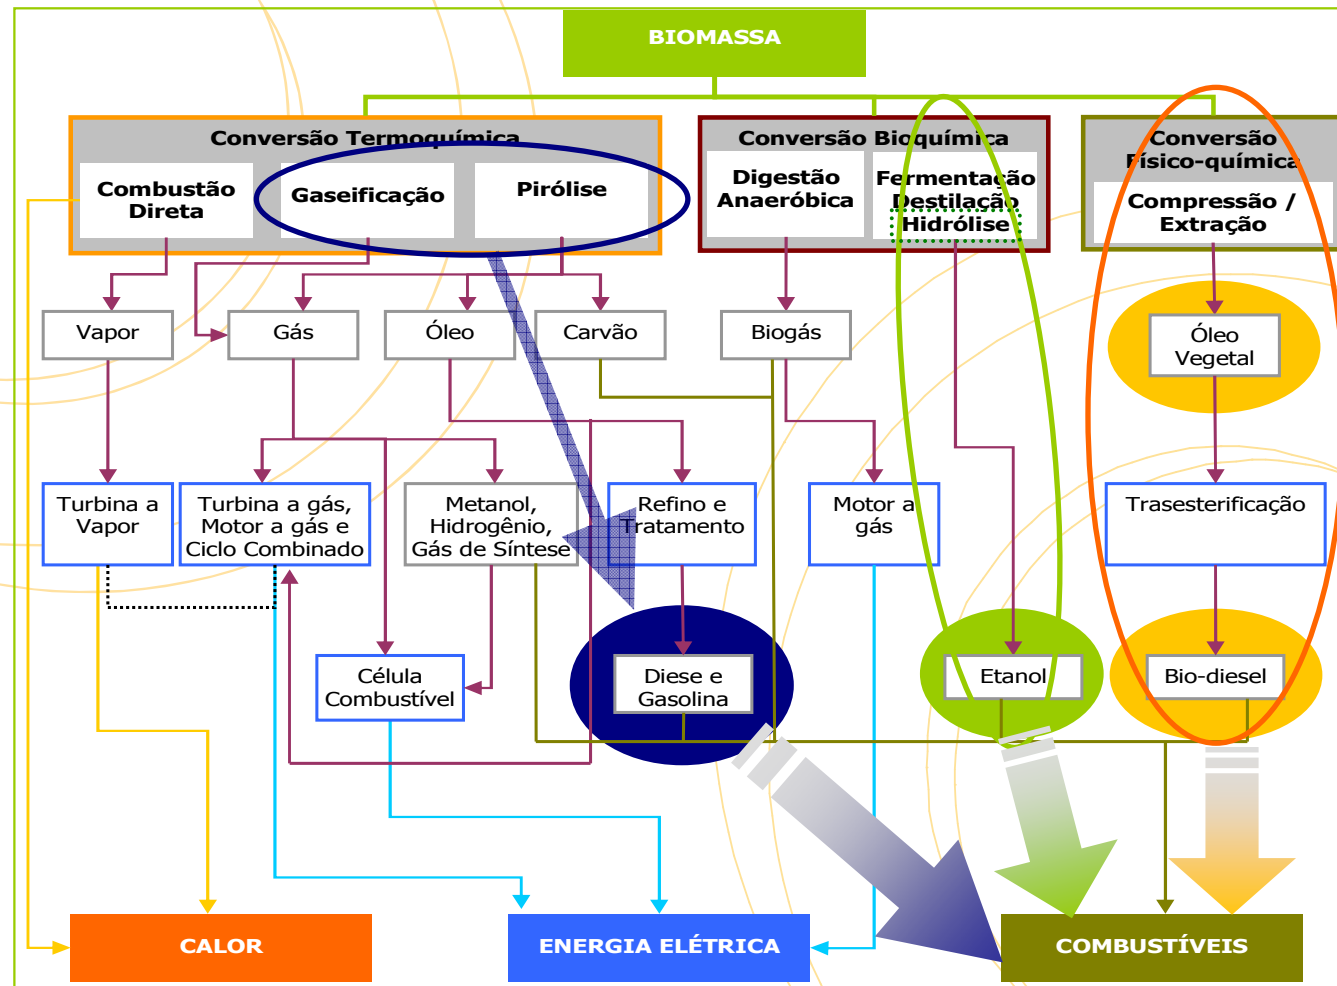 BIOMASSA
Conversão Termoquímica
Combustão
Direta
Gaseificação
Pirólise
Conversão Bioquímica
Digestão
Anaeróbica
Fermentação
Destilação
Hidrólise
Conversão
Físico-química
Compressão /
Extração
Vapor
Gás
Óleo
Carvão
Biogás
Óleo
Vegetal
Turbina a
Vapor
Turbina a gás,
Motor a gás e
Ciclo Combinado
Metanol,
Hidrogênio,
Gás de Síntese
Refino e
Tratamento
Motor a
gás
Trasesterificação
Célula
Combustível
Diese e
Gasolina
Etanol
Bio-diesel
CALOR
ENERGIA ELÉTRICA
COMBUSTÍVEIS